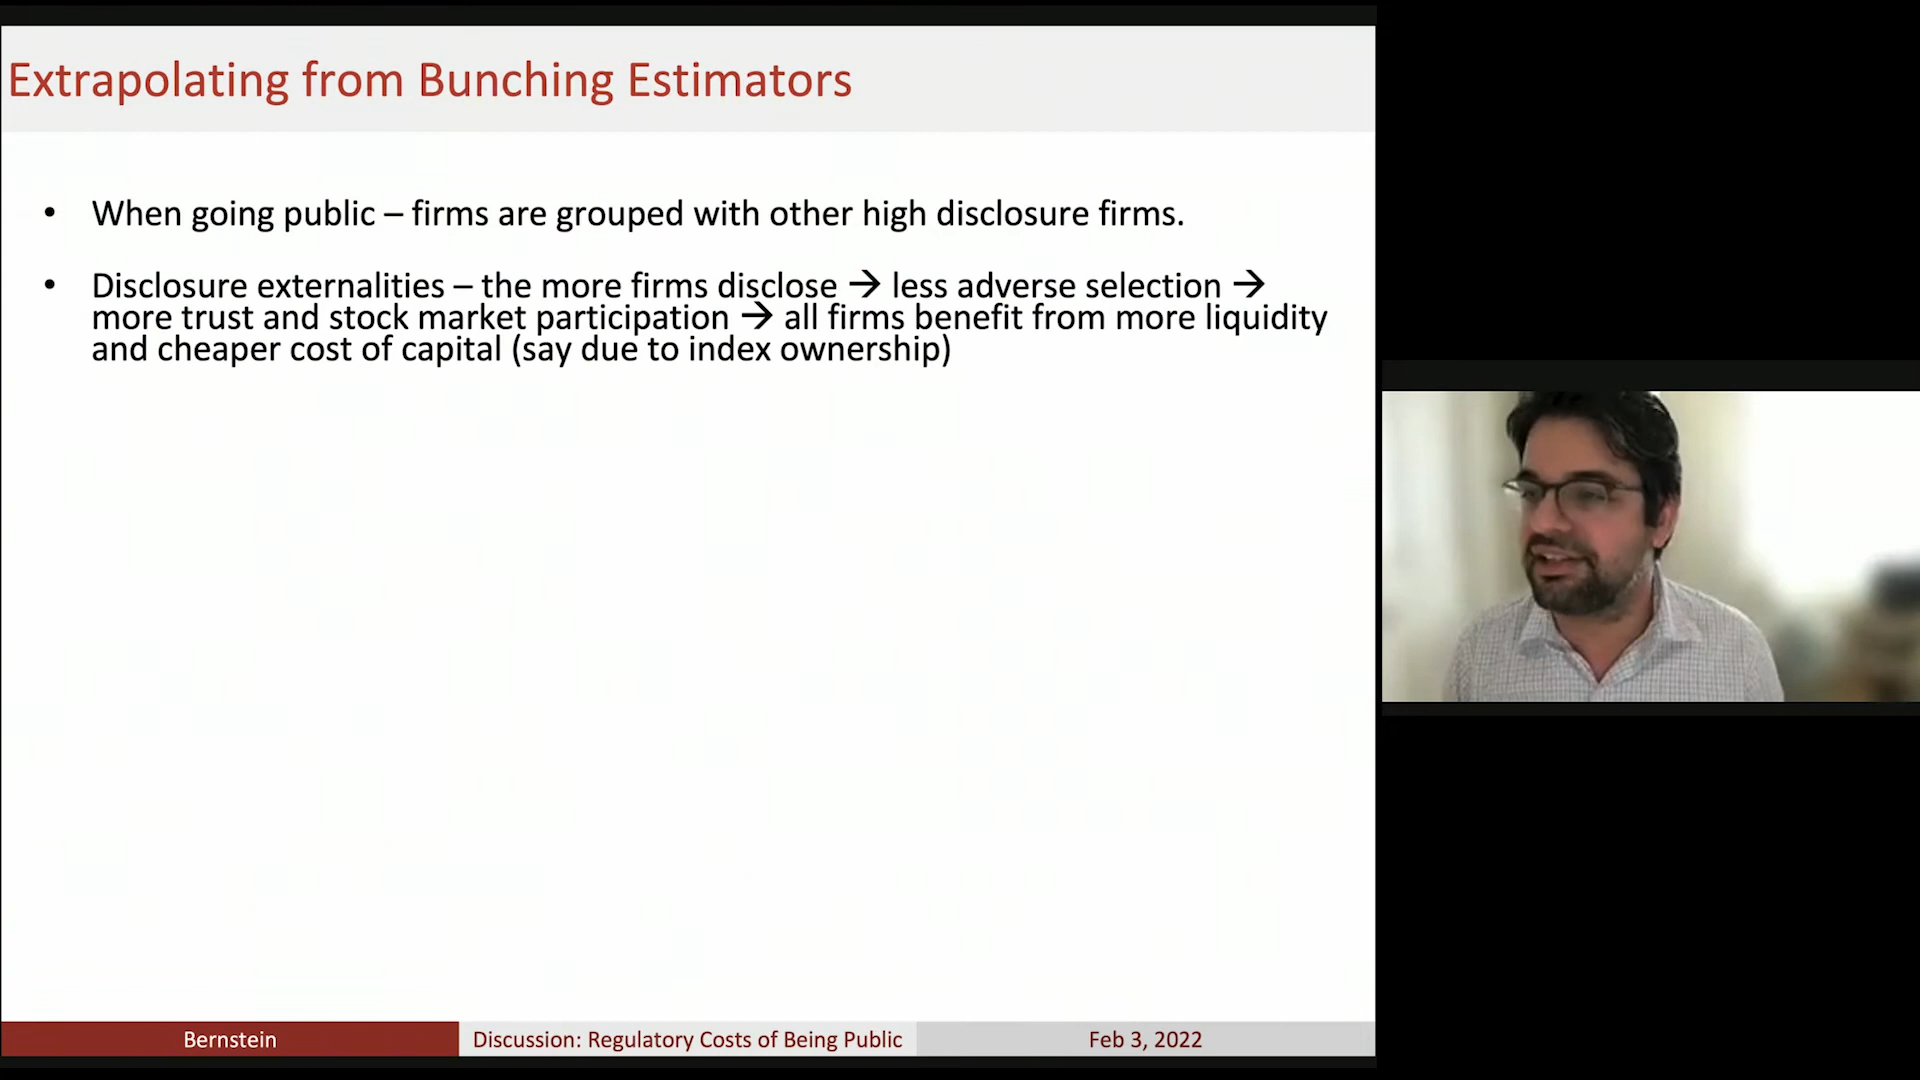 Extrapolating from Bunching Estimators
• When going public – firms are grouped with other high disclosure firms.
• Disclosure externalities – the more firms disclose → less adverse selection →
more trust and stock market participation → all firms benefit from more liquidity
and cheaper cost of capital (say due to index ownership)
Bernstein
Discussion: Regulatory Costs of Being Public
Feb 3, 2022